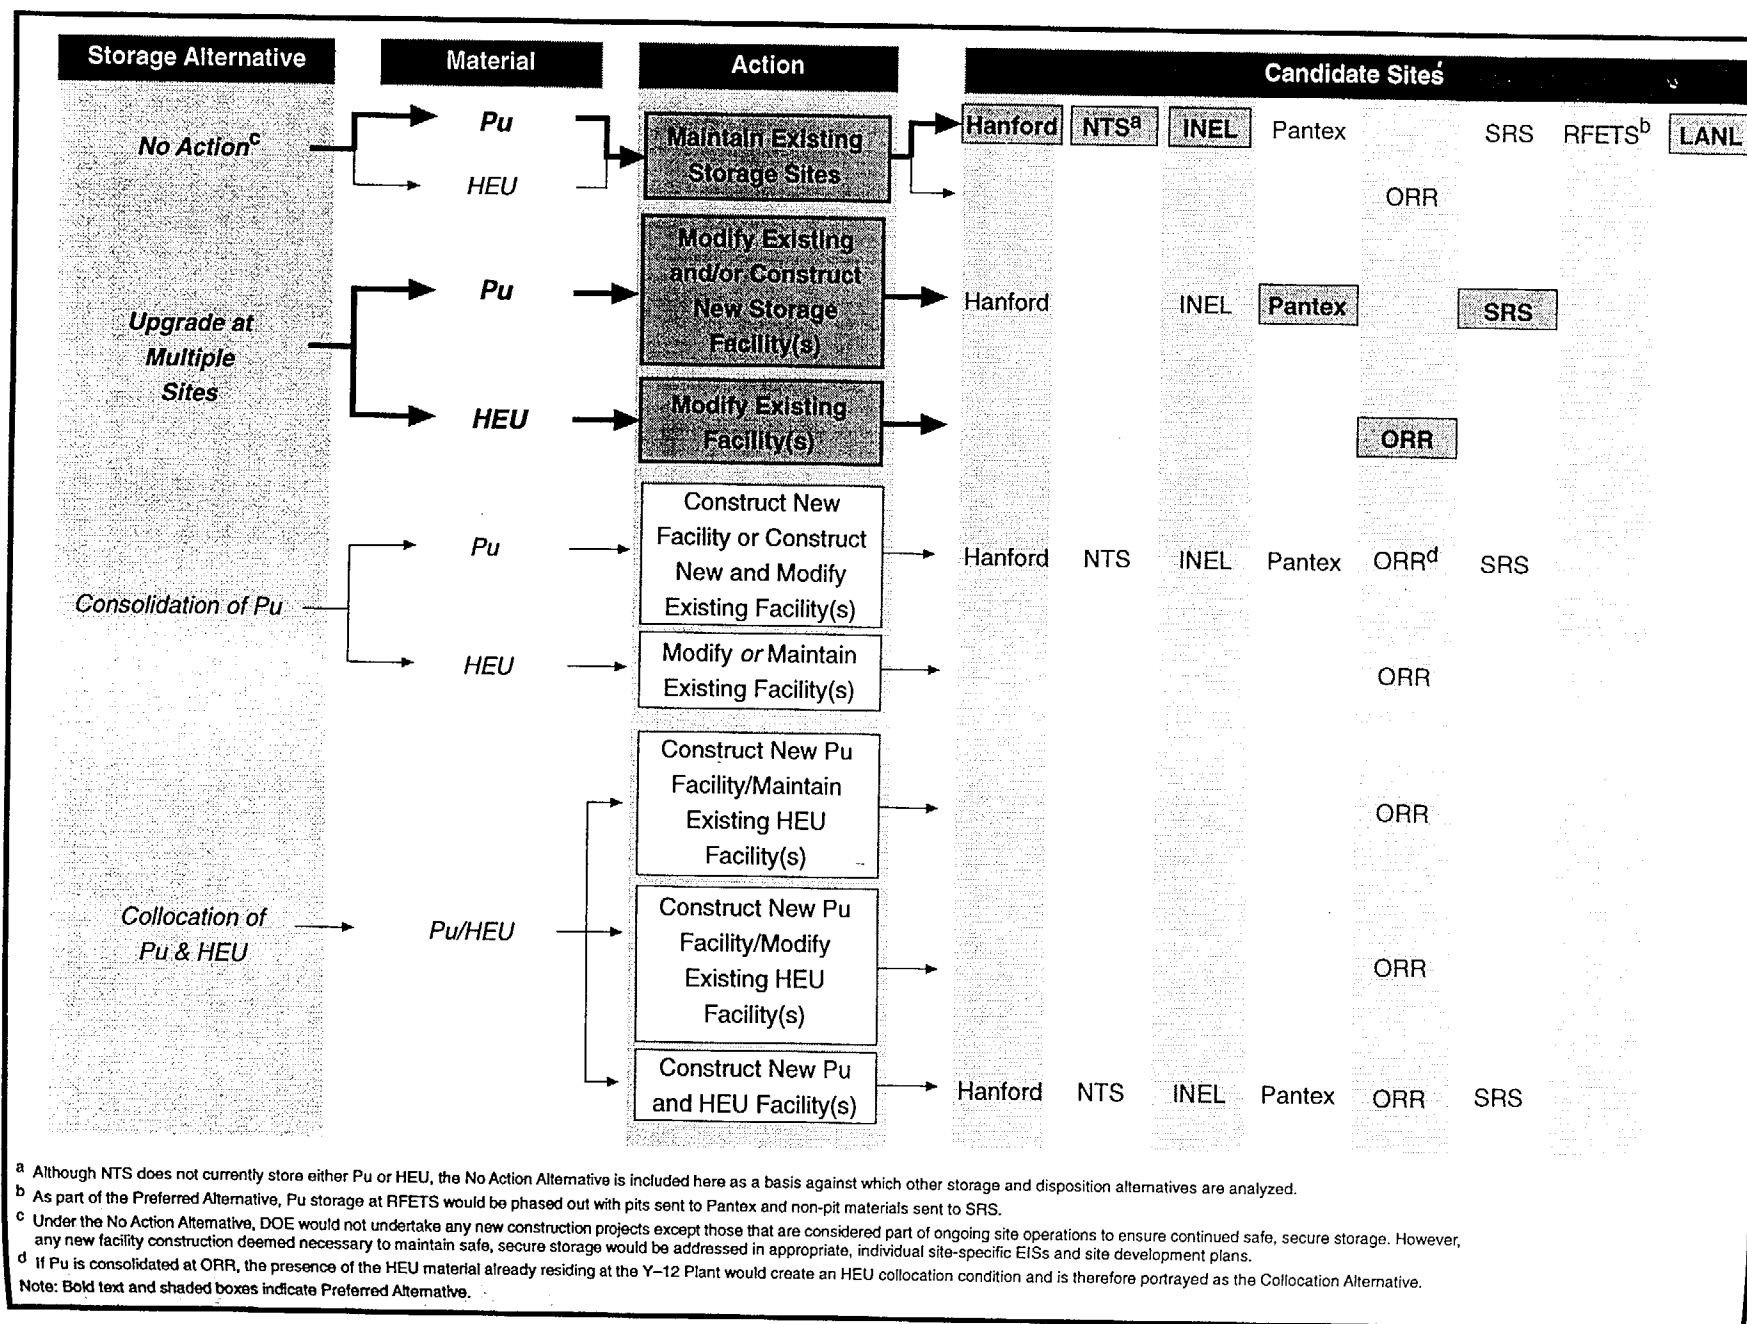 Storage Alternative Material Action Candidate Sites
No Action^c Pu Maintain Existing Storage Sites Hanford NTS^a INEL Pantex SRS RFETS^b LANL
HEU ORR
Upgrade at
Multiple
Sites
Pu
Modify Existing
and/or Construct
New Storage
Facility(s)
Hanford INEL Pantex SRS
HEU
Modify Existing
Facility(s)
ORR
Consolidation of Pu
Pu
Construct New
Facility or Construct
New and Modify
Existing Facility(s)
Hanford NTS INEL Pantex ORR^d SRS
HEU
Modify or Maintain
Existing Facility(s)
ORR
Collocation of
Pu & HEU
Pu/HEU
Construct New Pu
Facility/Maintain
Existing HEU
Facility(s)
ORR
Construct New Pu
Facility/Modify
Existing HEU
Facility(s)
ORR
Construct New Pu
and HEU Facility(s)
Hanford NTS INEL Pantex ORR SRS
a Although NTS does not currently store either Pu or HEU, the No Action Alternative is included here as a basis against which other storage and disposition alternatives are analyzed.
b As part of the Preferred Alternative, Pu storage at RFETS would be phased out with pits sent to Pantex and non-pit materials sent to SRS.
c Under the No Action Alternative, DOE would not undertake any new construction projects except those that are considered part of ongoing site operations to ensure continued safe, secure storage. However,
any new facility construction deemed necessary to maintain safe, secure storage would be addressed in appropriate, individual site-specific EISs and site development plans.
d If Pu is consolidated at ORR, the presence of the HEU material already residing at the Y–12 Plant would create an HEU collocation condition and is therefore portrayed as the Collocation Alternative.
Note: Bold text and shaded boxes indicate Preferred Alternative.